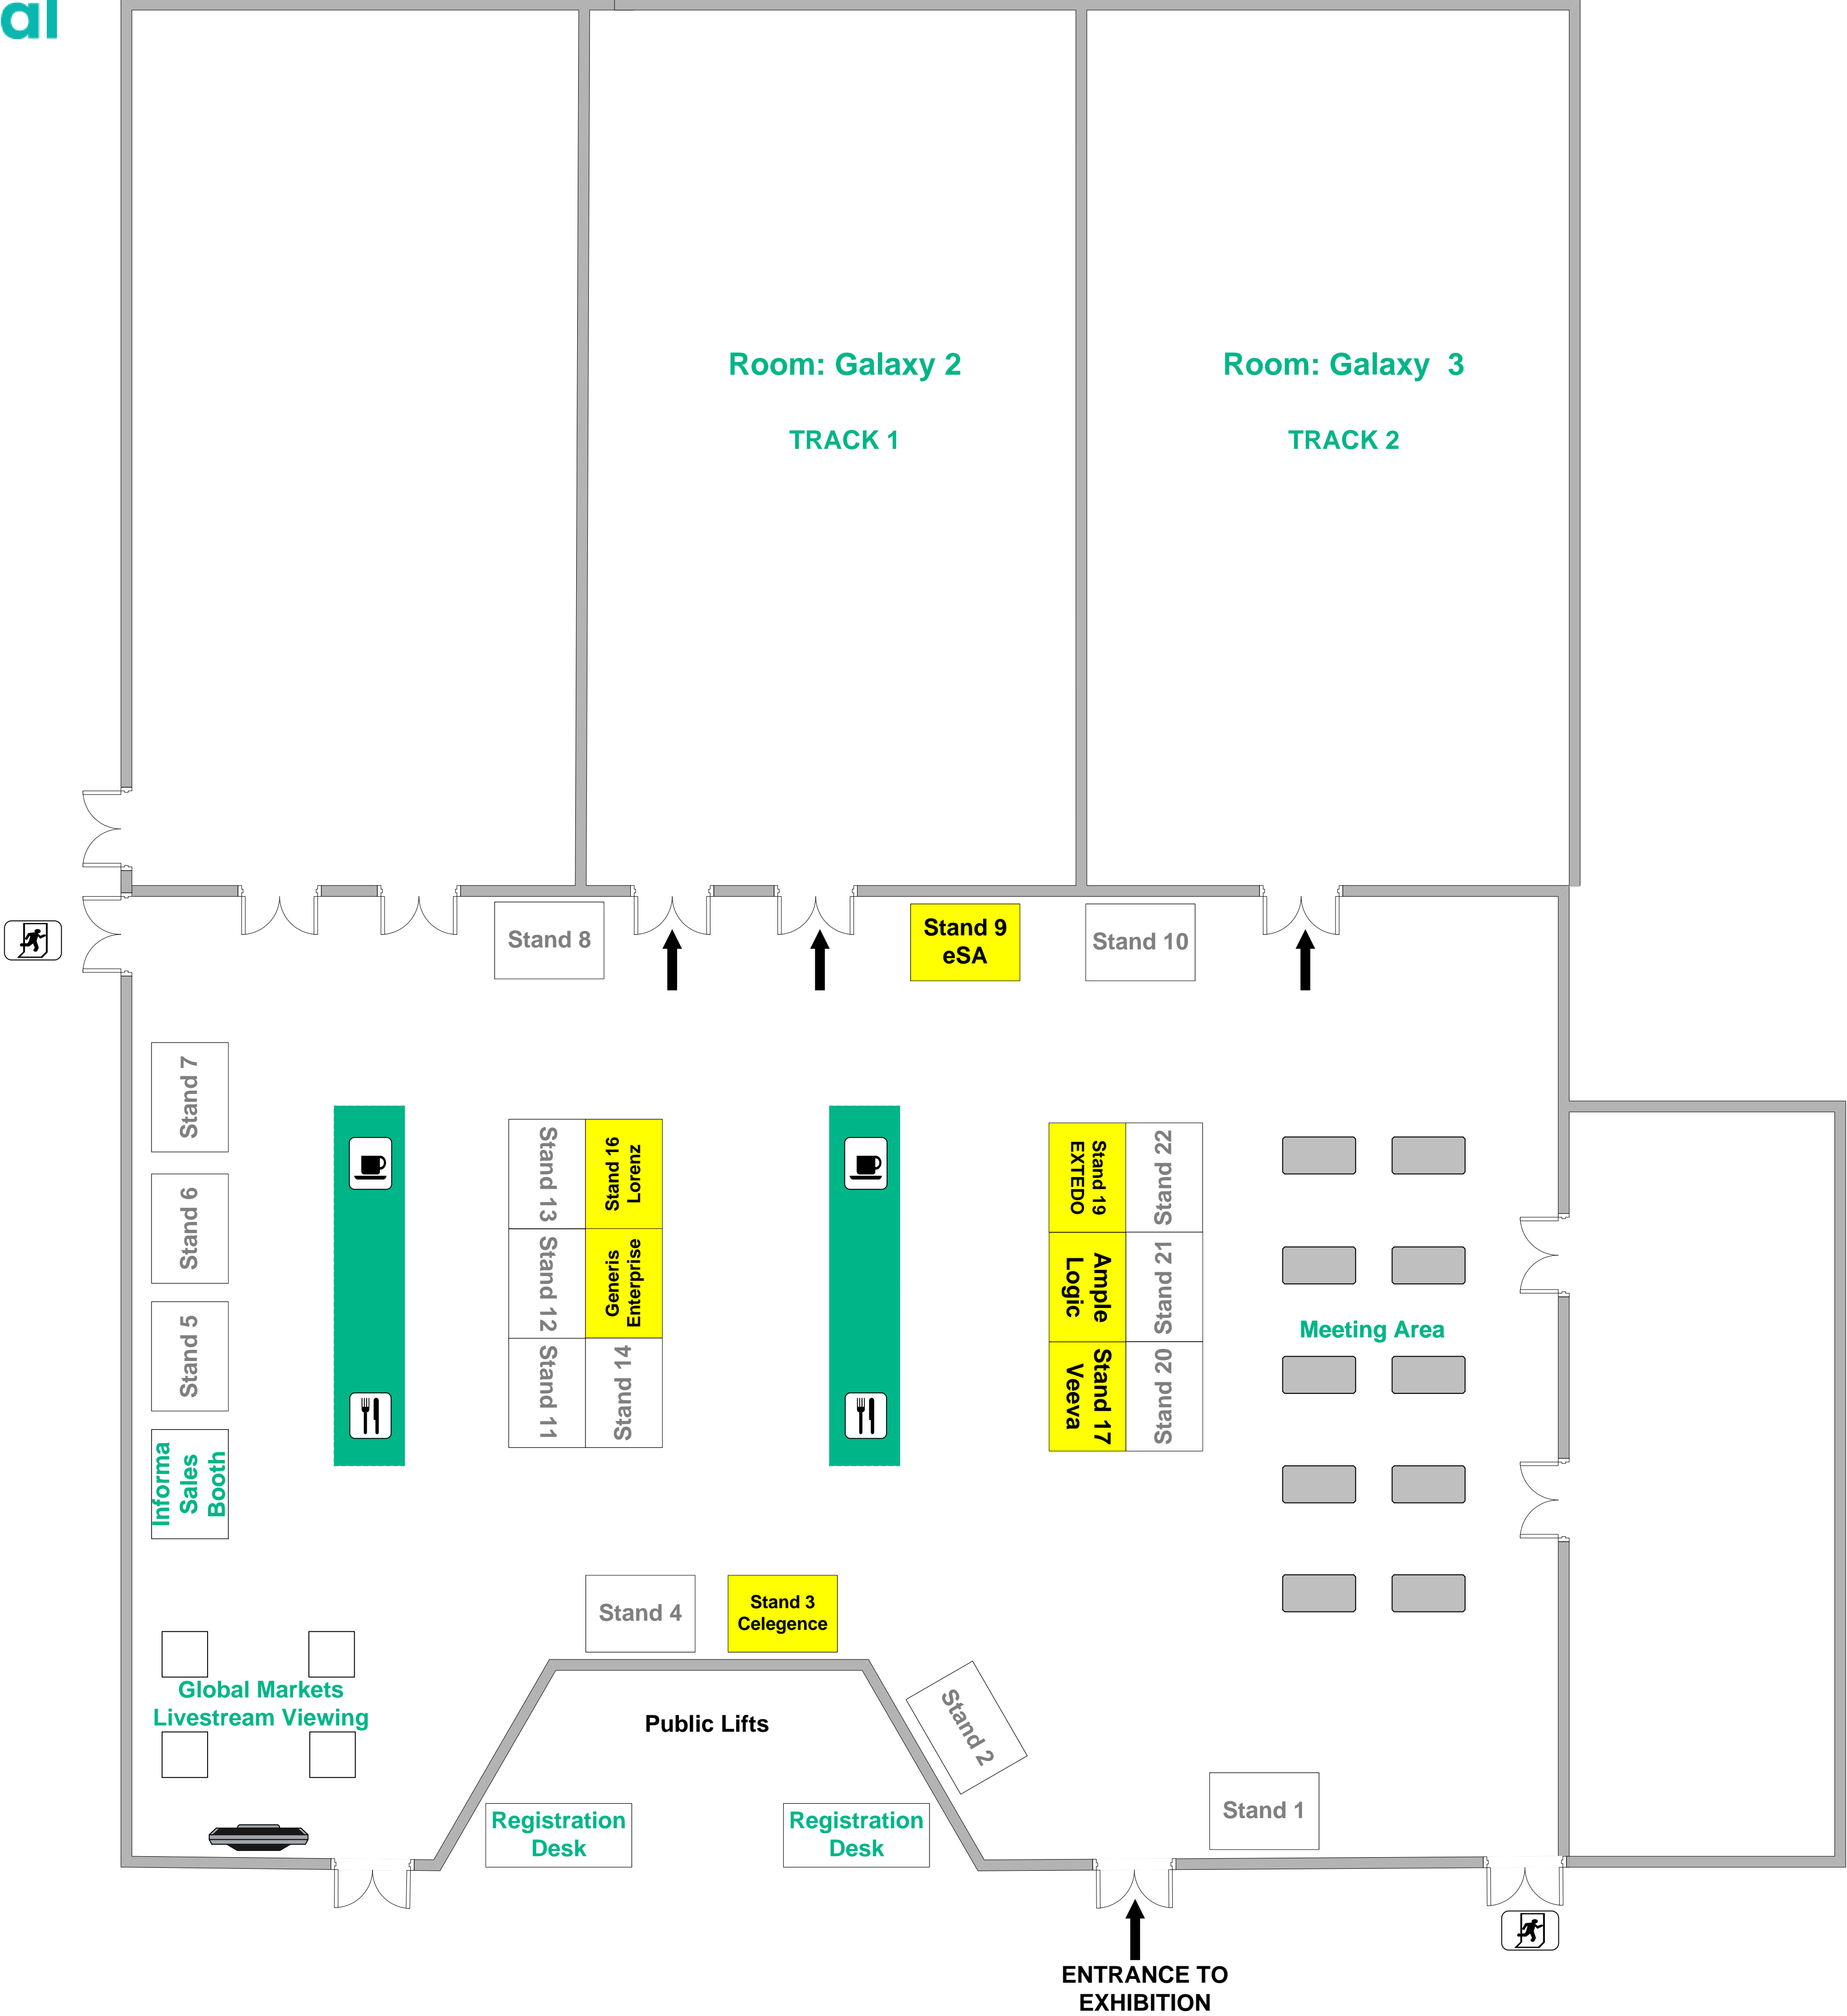 al
Room: Galaxy 2
TRACK 1
Room: Galaxy 3
TRACK 2
Stand 8
Stand 9
eSA
Stand 10
Stand 7
Stand 6
Stand 5
Informa
Sales
Booth
Stand 13
Stand 16
Lorenz
Stand 12
Generis
Enterprise
Stand 11
Stand 14
Stand 19
EXTEDO
Stand 22
Ample
Logic
Stand 21
Stand 17
Veeva
Stand 20
Meeting Area
Stand 4
Stand 3
Celegence
Global Markets
Livestream Viewing
Public Lifts
Stand 2
Stand 1
Registration
Desk
Registration
Desk
ENTRANCE TO
EXHIBITION